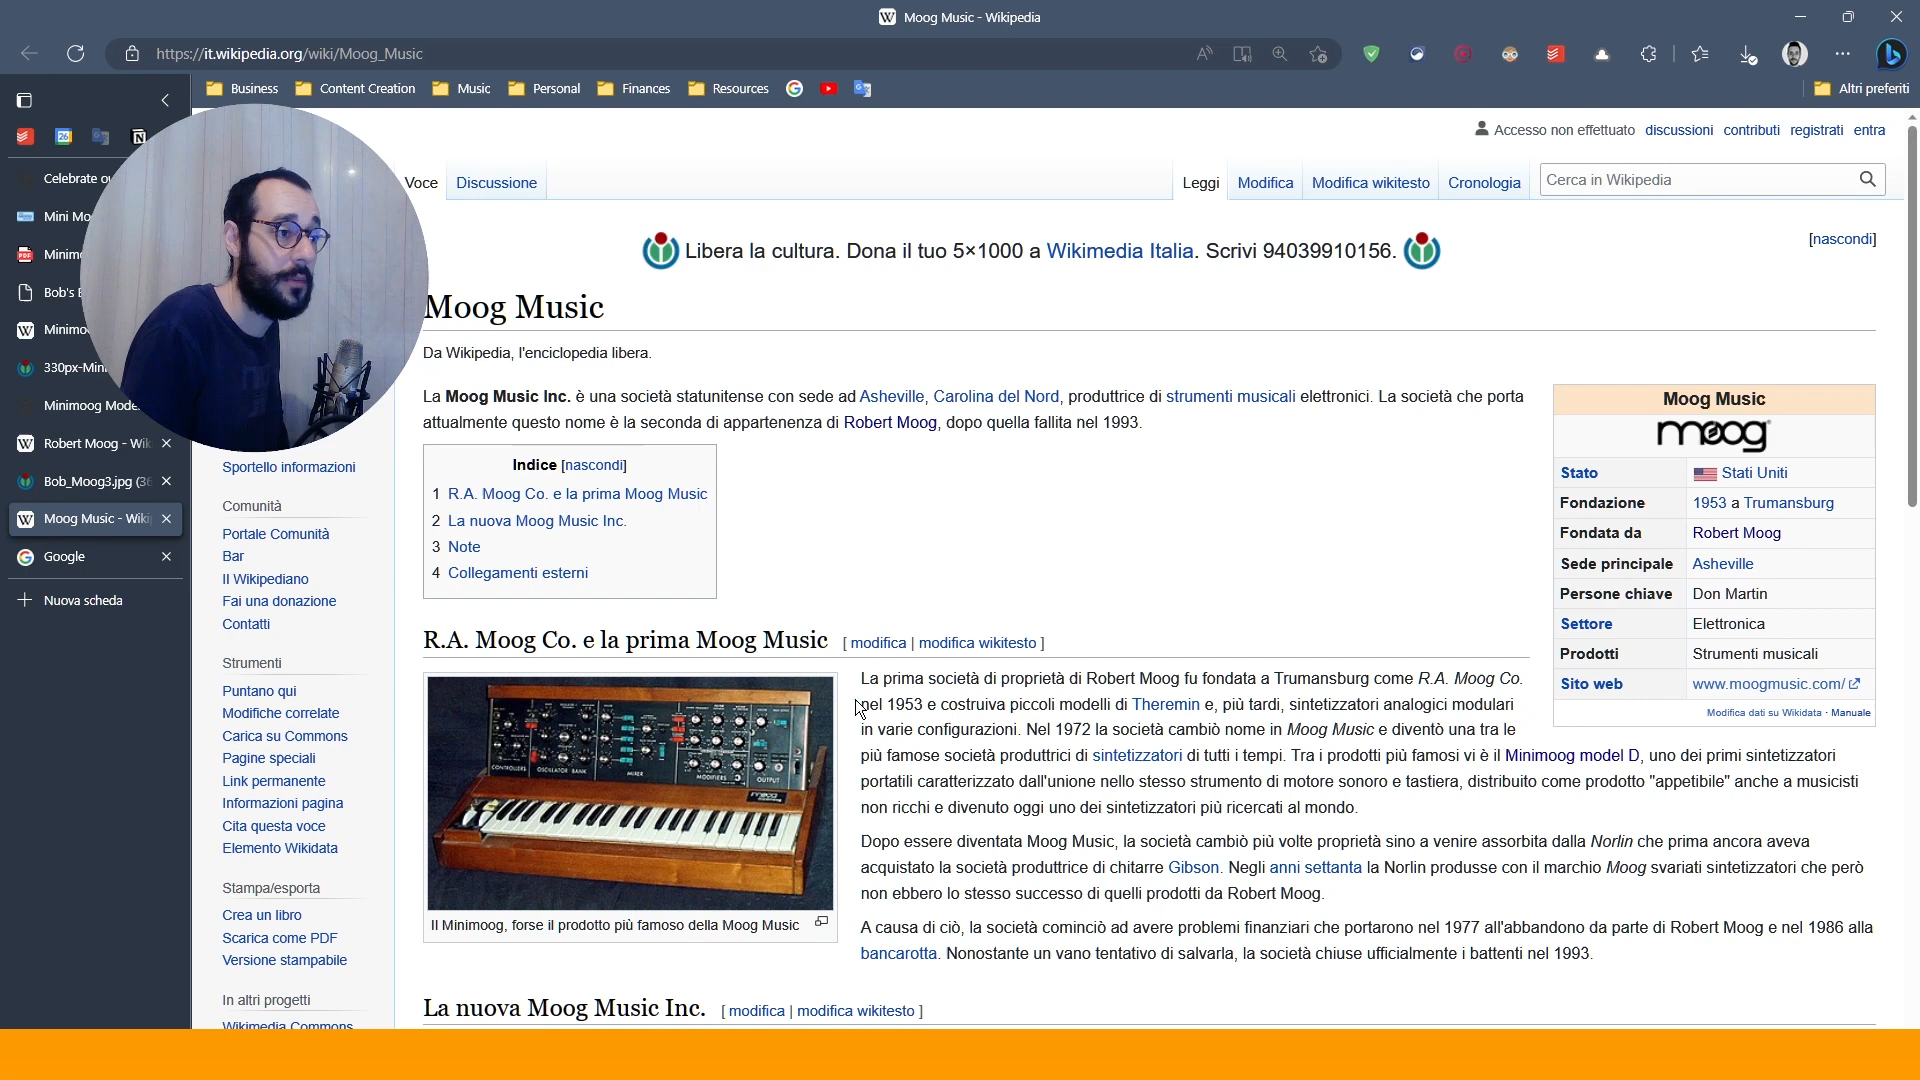 Moog Music - Wikipedia
https://it.wikipedia.org/wiki/Moog_Music
Business
Content Creation
Music
Personal
Finances
Resources
Altri preferiti
Celebrate
Mini
Bob's
330px-Min
Minimoog Mode
Robert Moog - Wik
Bob_Moog3.jpg (36
Moog Music - Wiki
Google
Nuova scheda
Accesso non effettuato discussioni contributi registrati entra
Voce Discussione
Leggi Modifica Modifica wikitesto Cronologia
Cerca in Wikipedia
Libera la cultura. Dona il tuo 5×1000 a Wikimedia Italia. Scrivi 94039910156.
[nascondi]
Moog Music
Da Wikipedia, l'enciclopedia libera.
La Moog Music Inc. è una società statunitense con sede ad Asheville, Carolina del Nord, produttrice di strumenti musicali elettronici. La società che porta
attualmente questo nome è la seconda di appartenenza di Robert Moog, dopo quella fallita nel 1993.
Indice [nascondi]
1 R.A. Moog Co. e la prima Moog Music
2 La nuova Moog Music Inc.
3 Note
4 Collegamenti esterni
Moog Music
moog
Stato Stati Uniti
Fondazione 1953 a Trumansburg
Fondata da Robert Moog
Sede principale Asheville
Persone chiave Don Martin
Settore Elettronica
Prodotti Strumenti musicali
Sito web www.moogmusic.com/
Modifica dati su Wikidata · Manuale
Sportello informazioni
Comunità
Portale Comunità
Bar
Il Wikipediano
Fai una donazione
Contatti
Strumenti
Puntano qui
Modifiche correlate
Carica su Commons
Pagine speciali
Link permanente
Informazioni pagina
Cita questa voce
Elemento Wikidata
Stampa/esporta
Crea un libro
Scarica come PDF
Versione stampabile
In altri progetti
Wikimedia Commons
R.A. Moog Co. e la prima Moog Music [ modifica | modifica wikitesto ]
CONTROLLERS OSCILLATOR BANK MIXER MODIFIERS OUTPUT
moog
Il Minimoog, forse il prodotto più famoso della Moog Music
La prima società di proprietà di Robert Moog fu fondata a Trumansburg come R.A. Moog Co.
nel 1953 e costruiva piccoli modelli di Theremin e, più tardi, sintetizzatori analogici modulari
in varie configurazioni. Nel 1972 la società cambiò nome in Moog Music e diventò una tra le
più famose società produttrici di sintetizzatori di tutti i tempi. Tra i prodotti più famosi vi è il Minimoog model D, uno dei primi sintetizzatori
portatili caratterizzato dall'unione nello stesso strumento di motore sonoro e tastiera, distribuito come prodotto "appetibile" anche a musicisti
non ricchi e divenuto oggi uno dei sintetizzatori più ricercati al mondo.
Dopo essere diventata Moog Music, la società cambiò più volte proprietà sino a venire assorbita dalla Norlin che prima ancora aveva
acquistato la società produttrice di chitarre Gibson. Negli anni settanta la Norlin produsse con il marchio Moog svariati sintetizzatori che però
non ebbero lo stesso successo di quelli prodotti da Robert Moog.
A causa di ciò, la società cominciò ad avere problemi finanziari che portarono nel 1977 all'abbandono da parte di Robert Moog e nel 1986 alla
bancarotta. Nonostante un vano tentativo di salvarla, la società chiuse ufficialmente i battenti nel 1993.
La nuova Moog Music Inc. [ modifica | modifica wikitesto ]